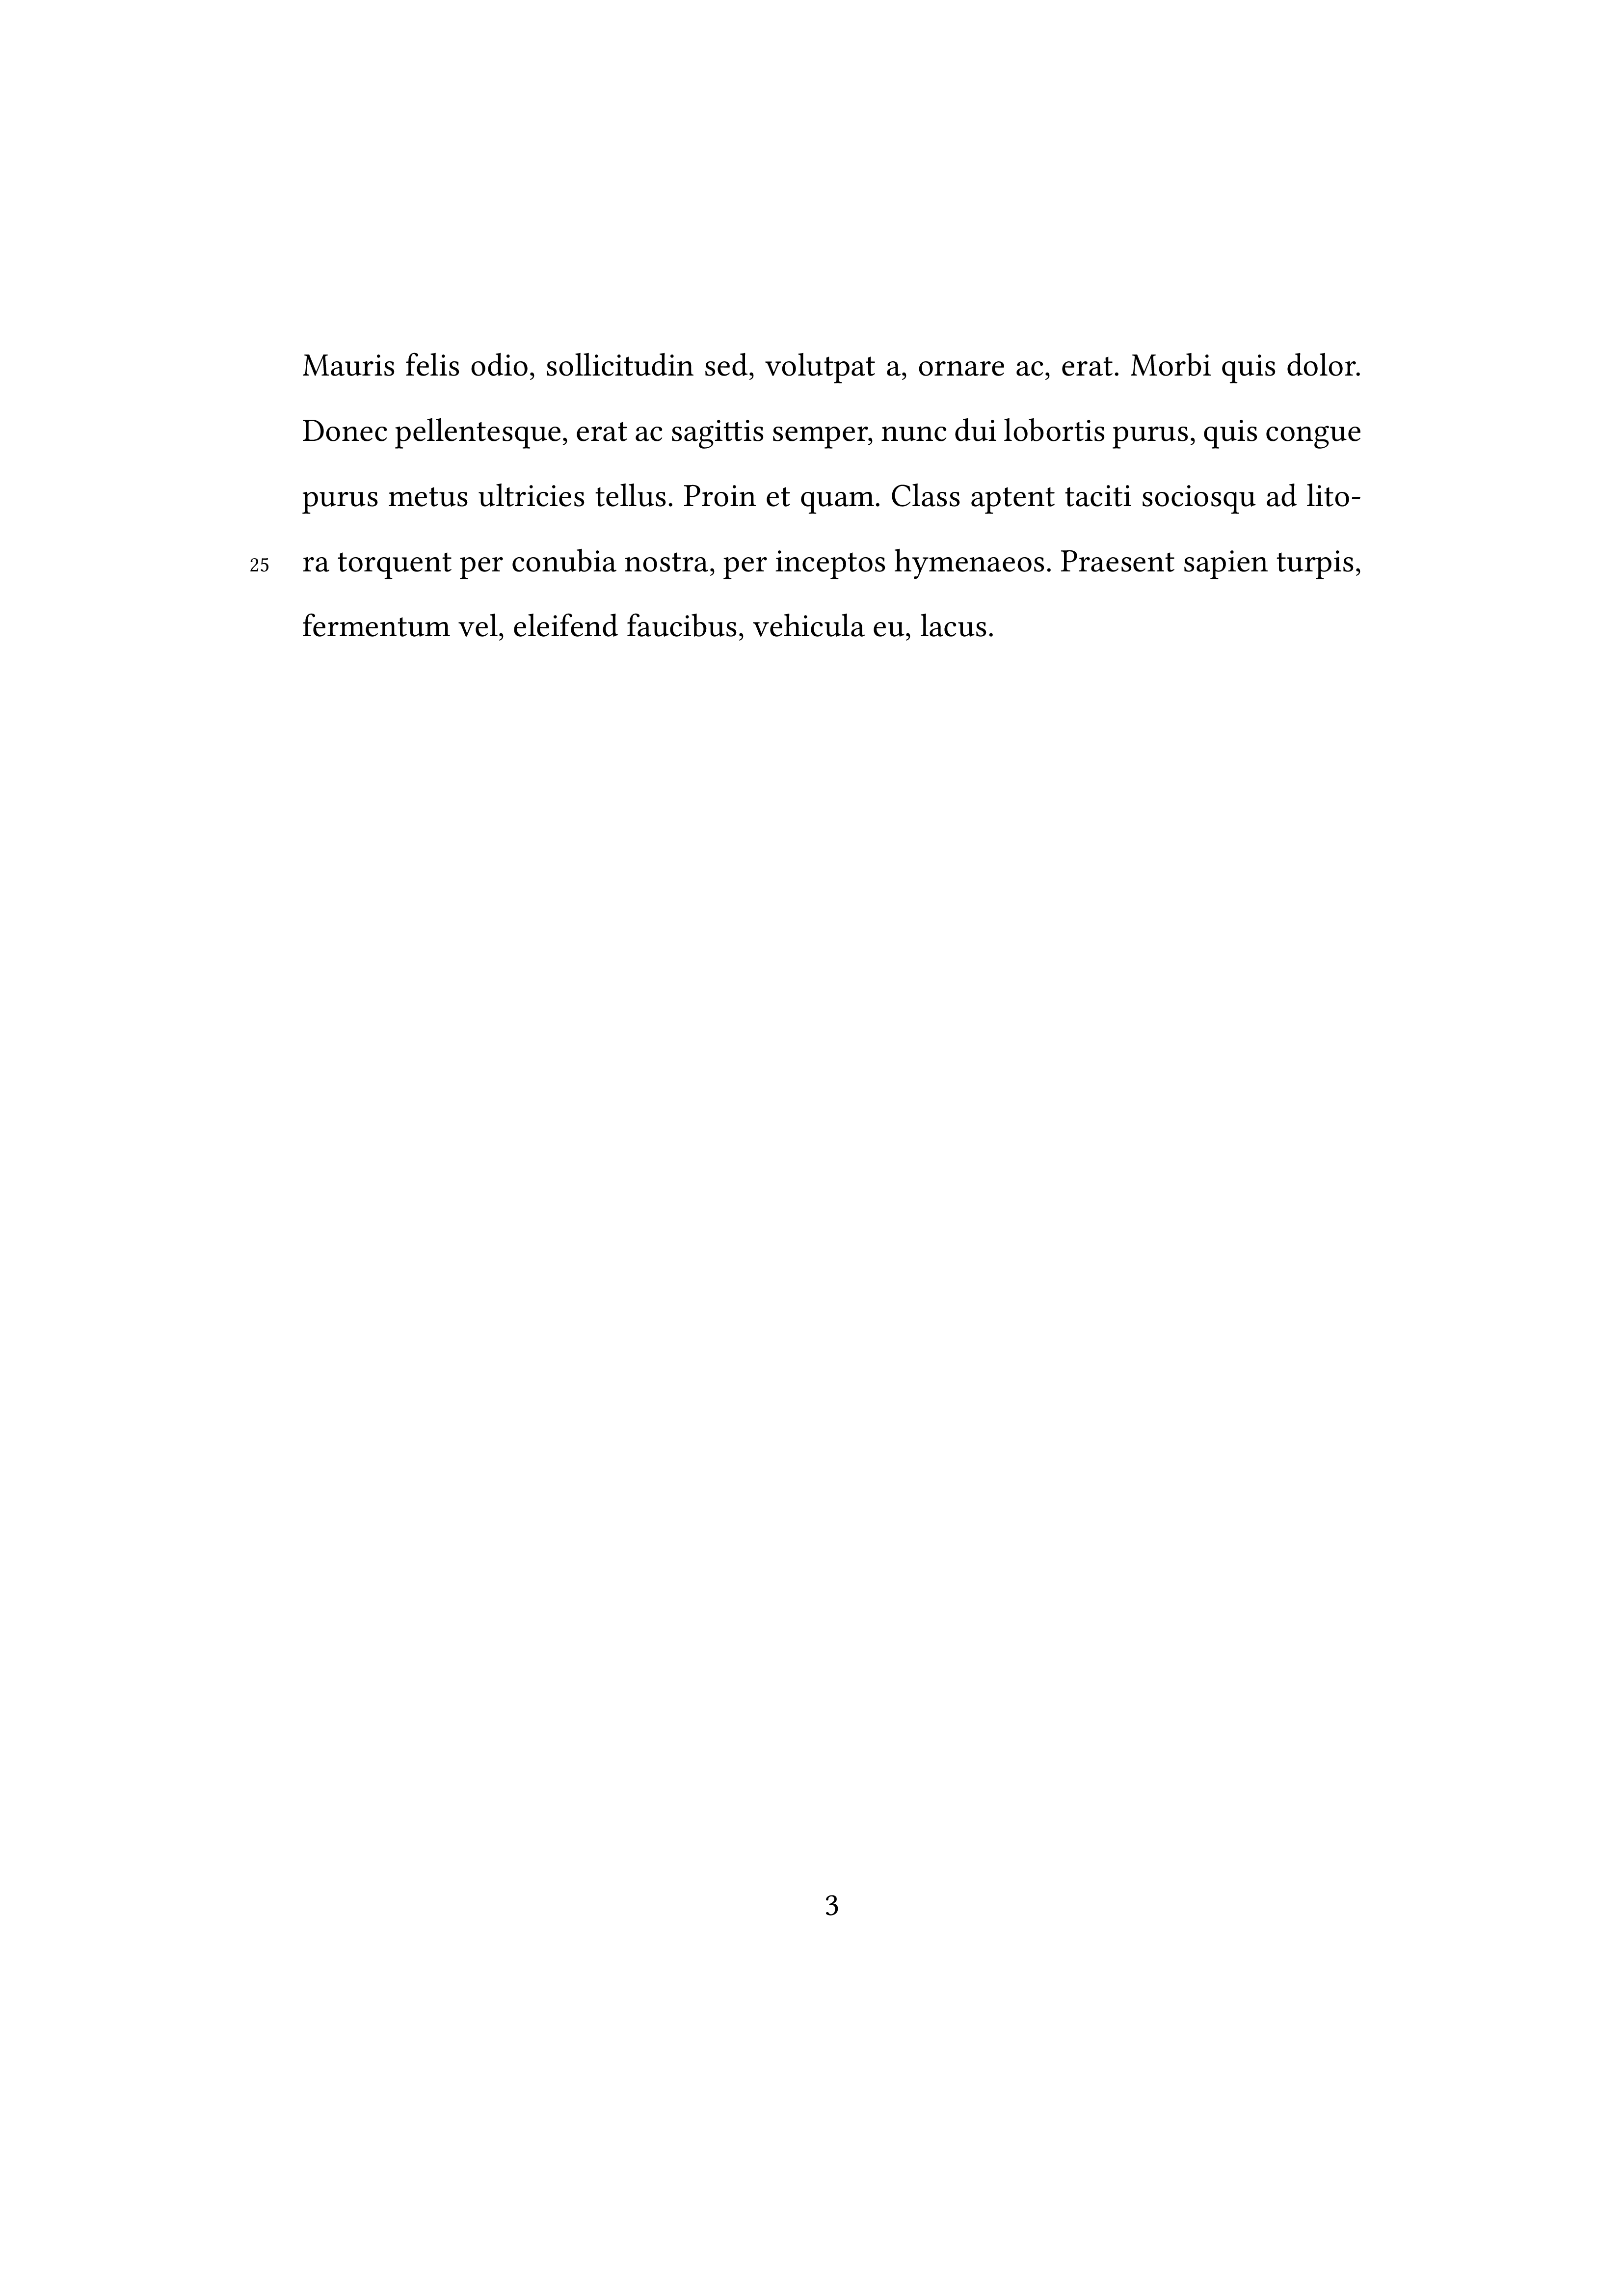 Mauris felis odio, sollicitudin sed, volutpat a, ornare ac, erat. Morbi quis dolor.
Donec pellentesque, erat ac sagittis semper, nunc dui lobortis purus, quis congue
purus metus ultricies tellus. Proin et quam. Class aptent taciti sociosqu ad lito-
25 ra torquent per conubia nostra, per inceptos hymenaeos. Praesent sapien turpis,
fermentum vel, eleifend faucibus, vehicula eu, lacus.
3